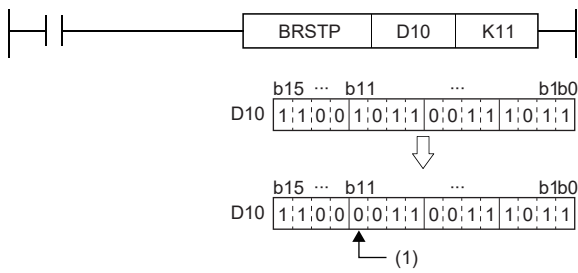 BRSTP D10 K11
b15 ... b11 ... b1b0
D10 1 1 0 0 1 0 1 1 0 0 1 1 1 0 1 1
b15 ... b11 ... b1b0
D10 1 1 0 0 0 0 1 1 0 0 1 1 1 0 1 1
(1)